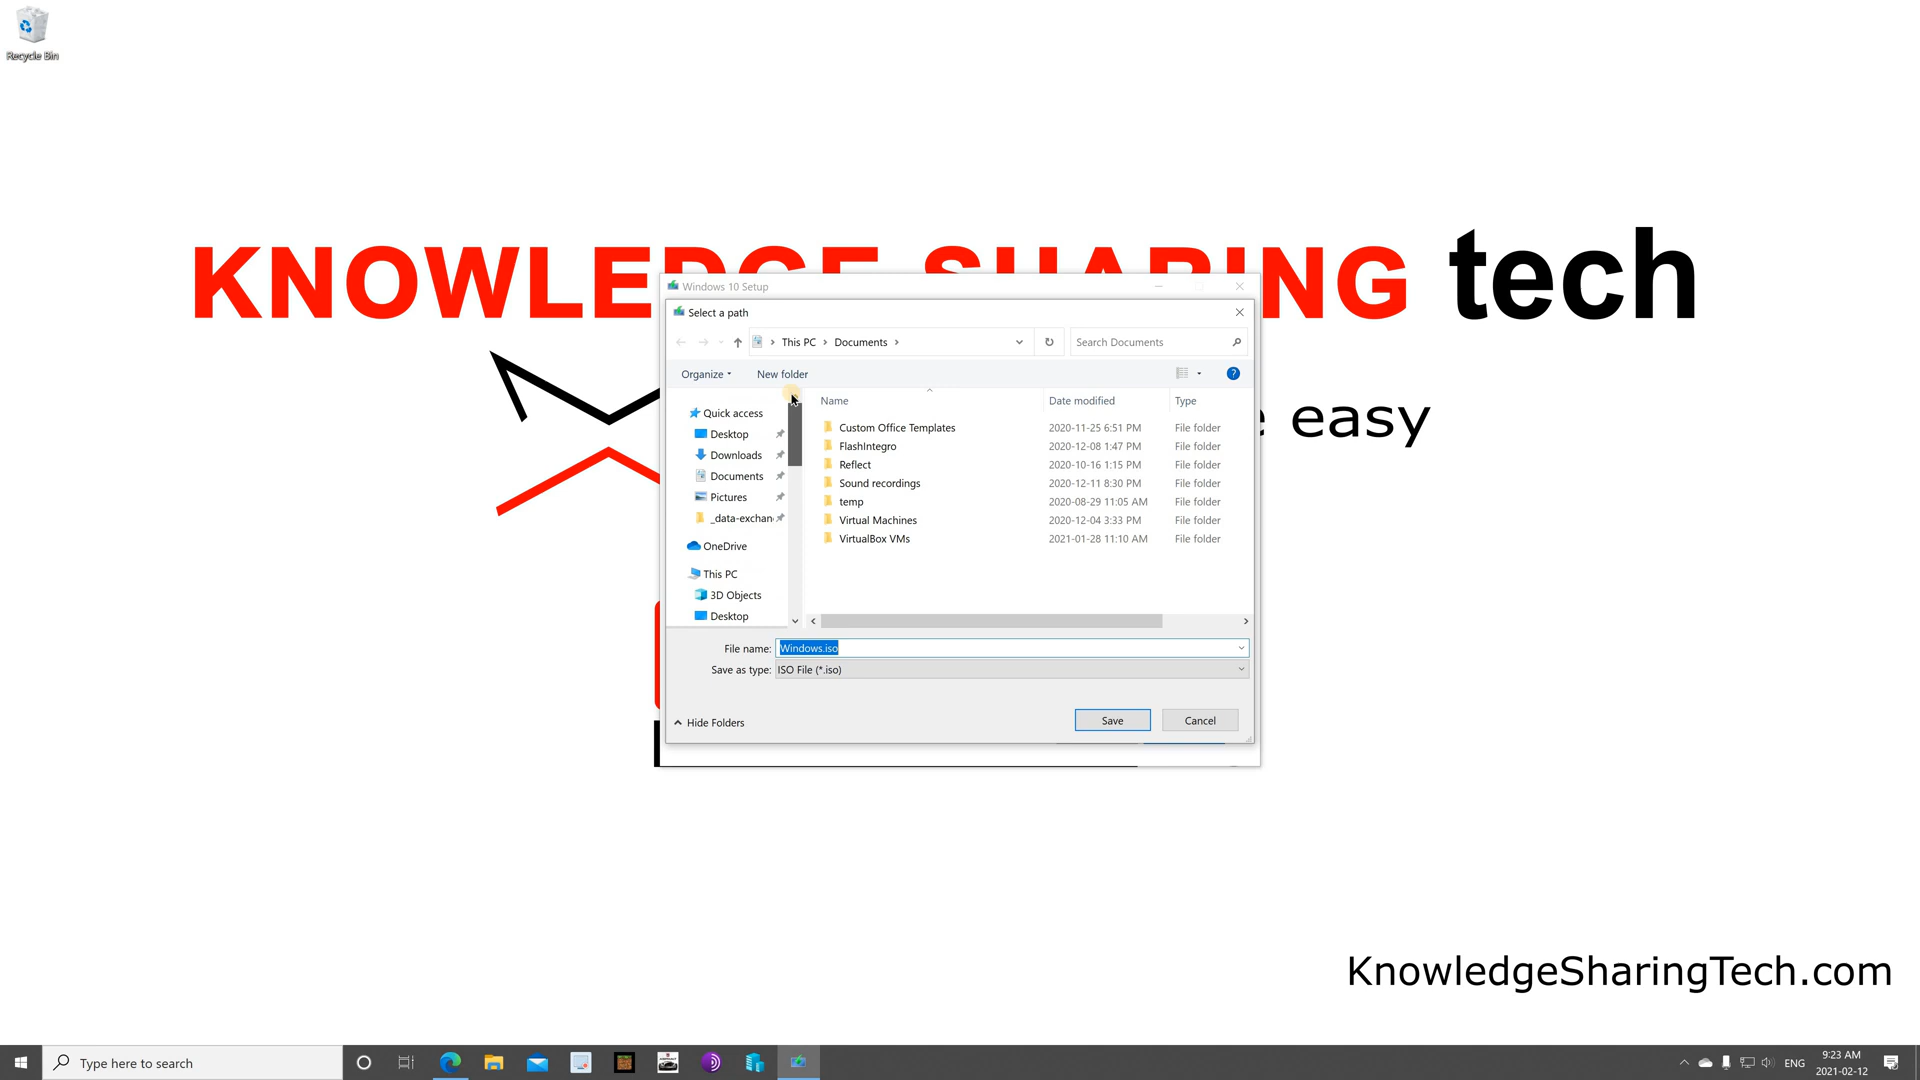 Recycle Bin
KNOWLEDGE SHARING tech
easy
Windows 10 Setup
Select a path
This PC > Documents >
Search Documents
Organize
New folder
?
Quick access
Desktop
Downloads
Documents
Pictures
_data-exchan
OneDrive
This PC
3D Objects
Desktop
Name Date modified Type
Custom Office Templates 2020-11-25 6:51 PM File folder
FlashIntegro 2020-12-08 1:47 PM File folder
Reflect 2020-10-16 1:15 PM File folder
Sound recordings 2020-12-11 8:30 PM File folder
temp 2020-08-29 11:05 AM File folder
Virtual Machines 2020-12-04 3:33 PM File folder
VirtualBox VMs 2021-01-28 11:10 AM File folder
File name: Windows.iso
Save as type: ISO File (*.iso)
Hide Folders
Save
Cancel
KnowledgeSharingTech.com
Type here to search
ENG
9:23 AM
2021-02-12